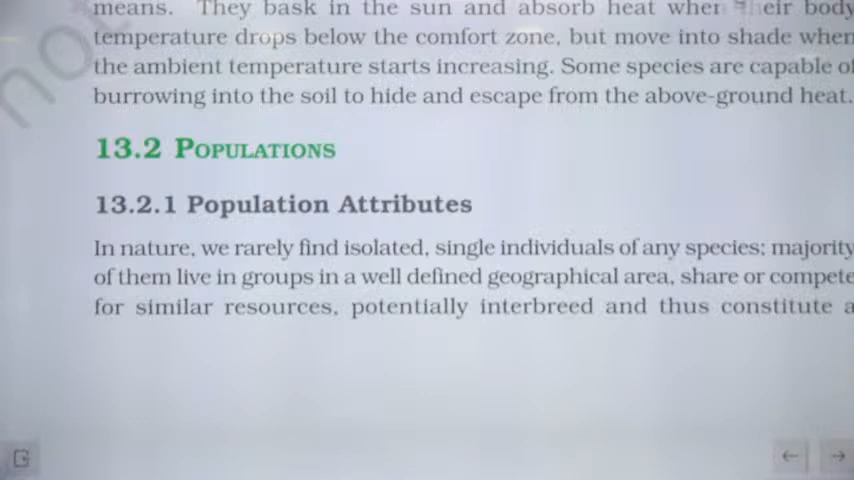 means. They bask in the sun and absorb heat when their body
temperature drops below the comfort zone, but move into shade when
the ambient temperature starts increasing. Some species are capable of
burrowing into the soil to hide and escape from the above-ground heat.
13.2 POPULATIONS
13.2.1 Population Attributes
In nature, we rarely find isolated, single individuals of any species; majority
of them live in groups in a well defined geographical area, share or compete
for similar resources, potentially interbreed and thus constitute a
not